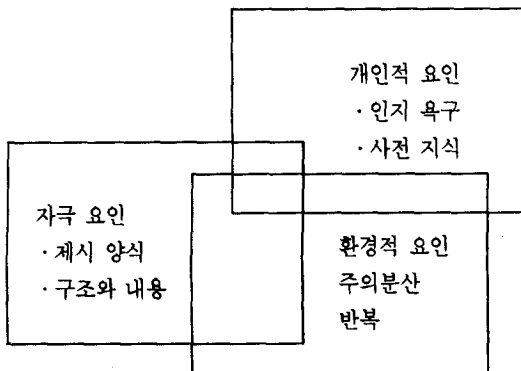 개인적 요인
· 인지 욕구
· 사전 지식
자극 요인
· 제시 양식
· 구조와 내용
환경적 요인
주의분산
반복